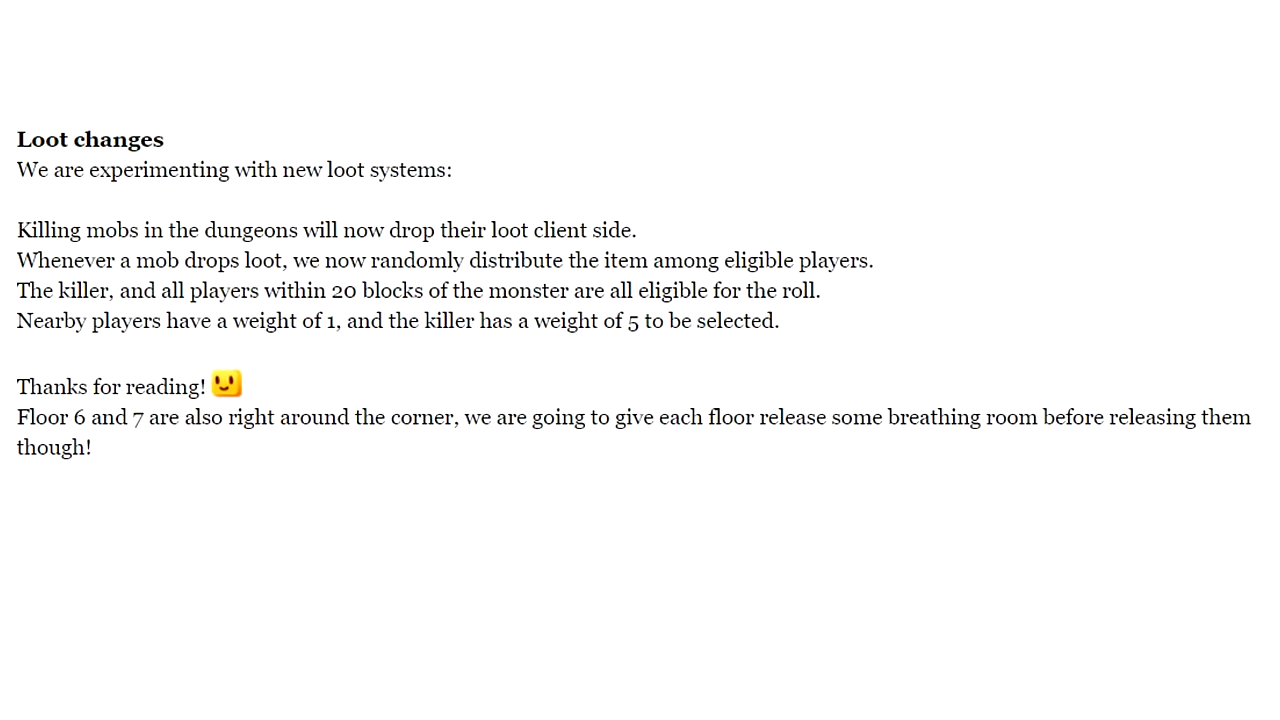 Loot changes
We are experimenting with new loot systems:
Killing mobs in the dungeons will now drop their loot client side.
Whenever a mob drops loot, we now randomly distribute the item among eligible players.
The killer, and all players within 20 blocks of the monster are all eligible for the roll.
Nearby players have a weight of 1, and the killer has a weight of 5 to be selected.
Thanks for reading!
Floor 6 and 7 are also right around the corner, we are going to give each floor release some breathing room before releasing them
though!